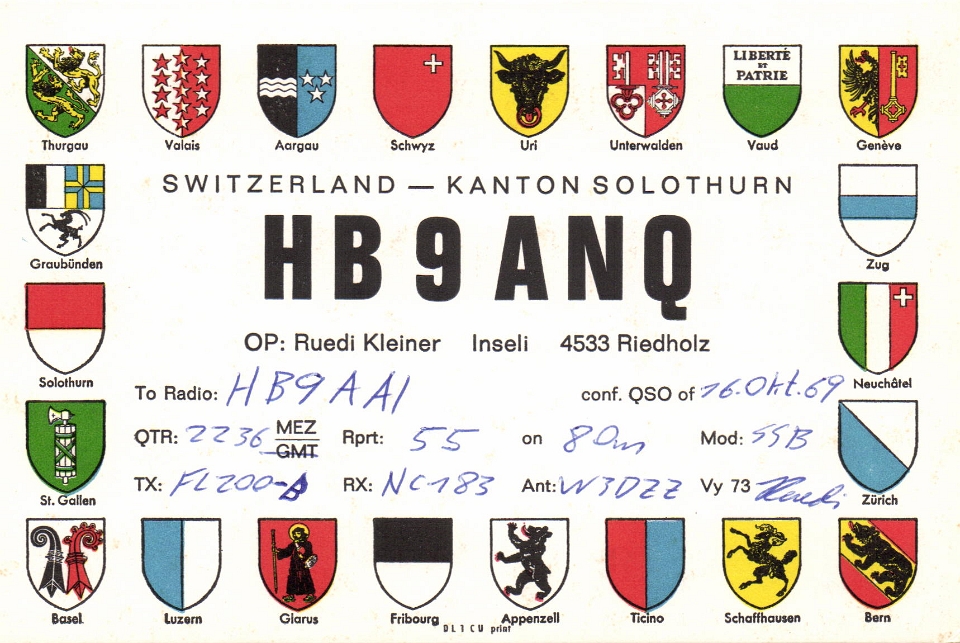 LIBERTÉ
ET
PATRIE
Thurgau Valais Aargau Schwyz Uri Unterwalden Vaud Genève
SWITZERLAND — KANTON SOLOTHURN
HB9ANQ
Graubünden Zug
OP: Ruedi Kleiner Inseli 4533 Riedholz
Solothurn Neuchâtel
To Radio: HB9AAI conf. QSO of 16. Okt. 69
QTR: 2236 MEZ GMT Rprt: 55 on 80m Mod: SSB
TX: FL200-B RX: NC183 Ant: W3DZZ Vy 73 Ruedi
St. Gallen Zürich
Basel Luzern Glarus Fribourg Appenzell Ticino Schaffhausen Bern
DL1CU print